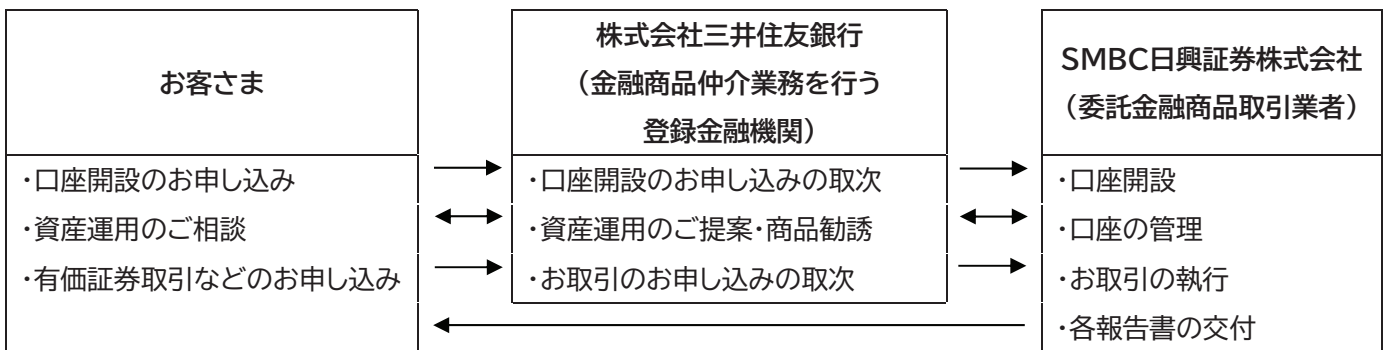 お客さま
株式会社三井住友銀行
（金融商品仲介業務を行う
登録金融機関）
SMBC日興証券株式会社
（委託金融商品取引業者）
・口座開設のお申し込み
・資産運用のご相談
・有価証券取引などのお申し込み
・口座開設のお申し込みの取次
・資産運用のご提案・商品勧誘
・お取引のお申し込みの取次
・口座開設
・口座の管理
・お取引の執行
・各報告書の交付